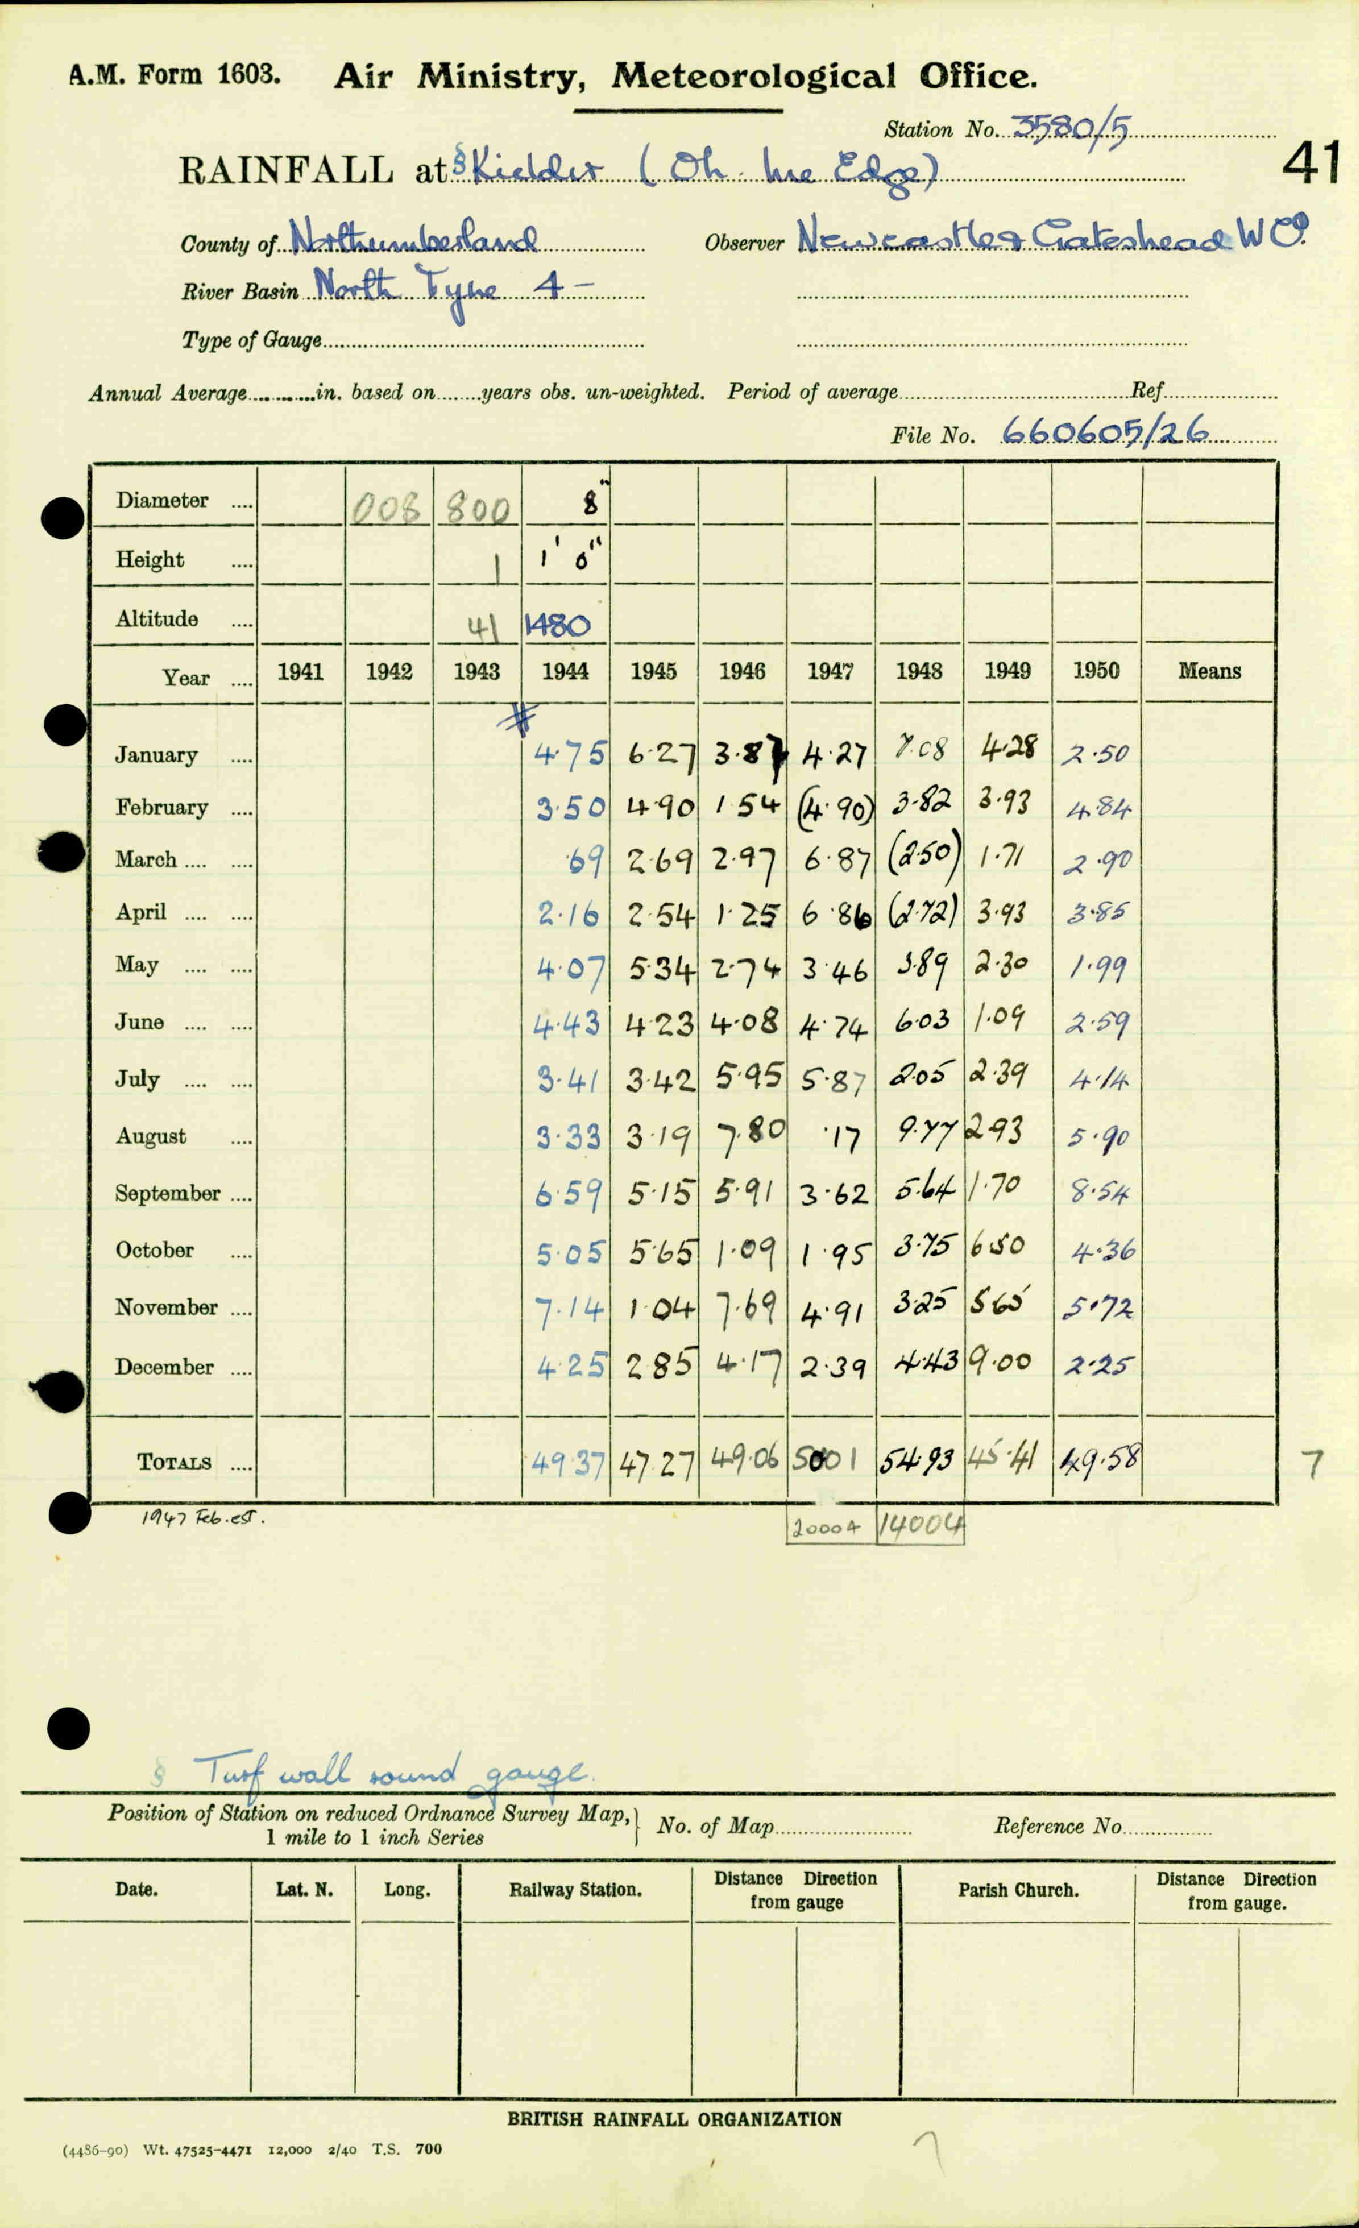 A.M. Form 1603. Air Ministry, Meteorological Office.
Station No. 3580/5
RAINFALL at § Kielder (Oh me Edge) 41
County of Northumberland Observer Newcastle & Gateshead W Co.
River Basin North Tyne 4 –
Type of Gauge
Annual Average in. based on years obs. un-weighted. Period of average Ref
File No. 660605/26
Diameter 008 800 8"
Height 1 1' 0"
Altitude 41 1480
Year 1941 1942 1943 1944 1945 1946 1947 1948 1949 1950 Means
January 4.75 6.27 3.87 4.27 7.08 4.28 2.50
February 3.50 4.90 1.54 (4.90) 3.82 3.93 4.84
March .69 2.69 2.97 6.87 (2.50) 1.71 2.90
April 2.16 2.54 1.25 6.86 (2.72) 3.93 3.85
May 4.07 5.34 2.74 3.46 3.89 2.30 1.99
June 4.43 4.23 4.08 4.74 6.03 1.09 2.59
July 3.41 3.42 5.95 5.87 2.05 2.39 4.14
August 3.33 3.19 7.80 .17 9.77 2.93 5.90
September 6.59 5.15 5.91 3.62 5.64 1.70 8.54
October 5.05 5.65 1.09 1.95 3.75 6.50 4.36
November 7.14 1.04 7.69 4.91 3.25 5.65 5.72
December 4.25 2.85 4.17 2.39 4.43 9.00 2.25
TOTALS 49.37 47.27 49.06 5001 54.93 45.41 49.58 7
1947 Feb. est. 20004 14004
§ Turf wall round gauge.
Position of Station on reduced Ordnance Survey Map, No. of Map Reference No.
1 mile to 1 inch Series
Date. Lat. N. Long. Railway Station. Distance Direction from gauge Parish Church. Distance Direction from gauge.
BRITISH RAINFALL ORGANIZATION
(4486-90) Wt. 47525-4471 12,000 2/40 T.S. 700
7